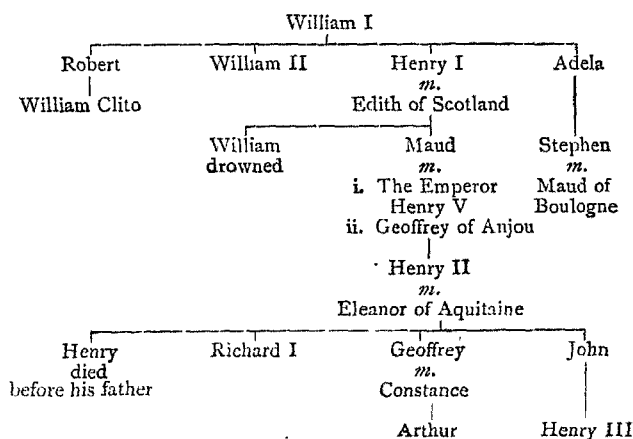 William I
Robert William II Henry I Adela
m.
William Clito Edith of Scotland
William Maud Stephen
drowned m. m.
i. The Emperor Maud of
Henry V Boulogne
ii. Geoffrey of Anjou
Henry II
m.
Eleanor of Aquitaine
Henry Richard I Geoffrey John
died m.
before his father Constance
Arthur Henry III